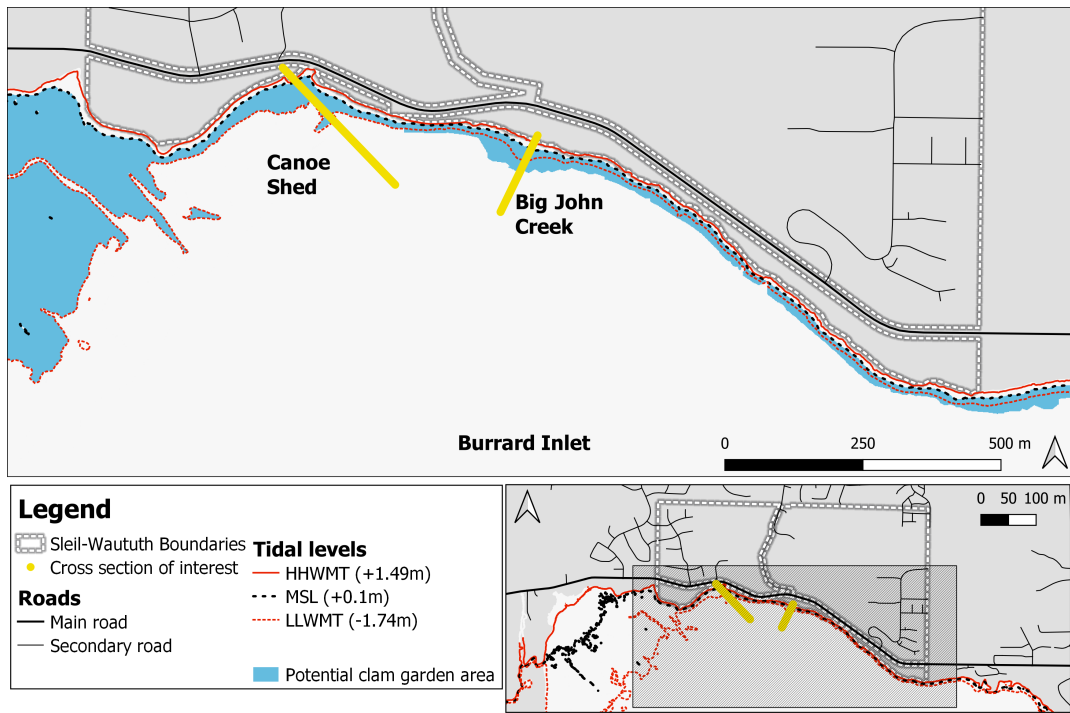 Canoe
Shed
Big John
Creek
Burrard Inlet
0 250 500 m
Legend
Sleil-Waututh Boundaries
Cross section of interest
Roads
Main road
Secondary road
Tidal levels
HHWMT (+1.49m)
MSL (+0.1m)
LLWMT (-1.74m)
Potential clam garden area
0 50 100 m